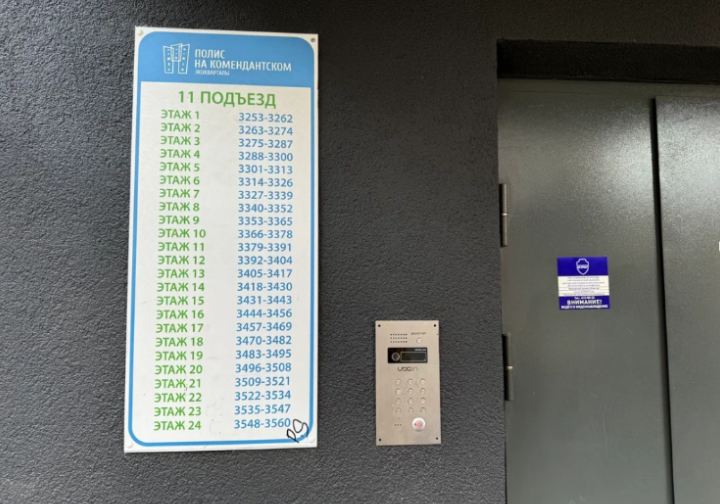 ПОЛИС
НА КОМЕНДАНТСКОМ
ЖИЛКВАРТАЛЫ
11 ПОДЪЕЗД
ЭТАЖ 1 3253-3262
ЭТАЖ 2 3263-3274
ЭТАЖ 3 3275-3287
ЭТАЖ 4 3288-3300
ЭТАЖ 5 3301-3313
ЭТАЖ 6 3314-3326
ЭТАЖ 7 3327-3339
ЭТАЖ 8 3340-3352
ЭТАЖ 9 3353-3365
ЭТАЖ 10 3366-3378
ЭТАЖ 11 3379-3391
ЭТАЖ 12 3392-3404
ЭТАЖ 13 3405-3417
ЭТАЖ 14 3418-3430
ЭТАЖ 15 3431-3443
ЭТАЖ 16 3444-3456
ЭТАЖ 17 3457-3469
ЭТАЖ 18 3470-3482
ЭТАЖ 19 3483-3495
ЭТАЖ 20 3496-3508
ЭТАЖ 21 3509-3521
ЭТАЖ 22 3522-3534
ЭТАЖ 23 3535-3547
ЭТАЖ 24 3548-3560
ВНИМАНИЕ!
ВЕДЁТСЯ ВИДЕОНАБЛЮДЕНИЕ